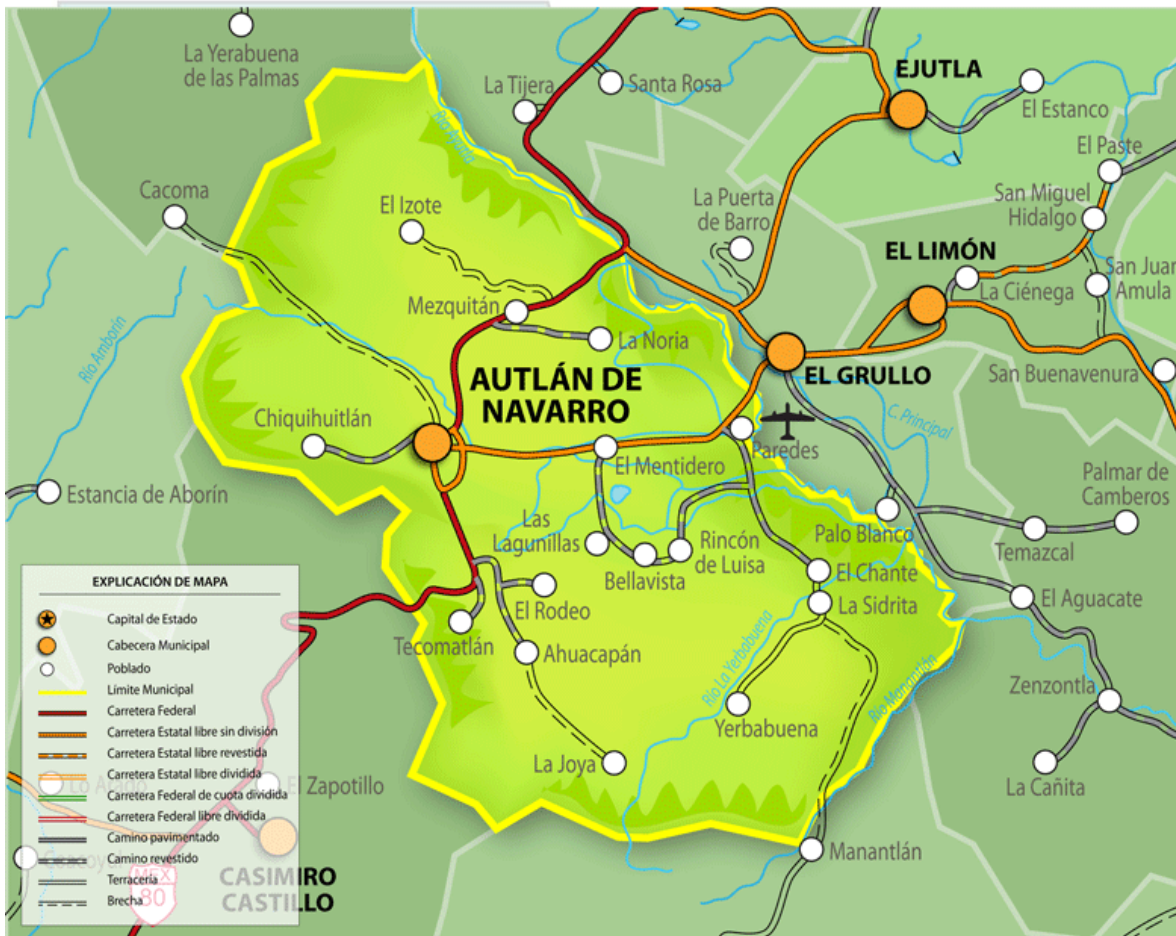 La Yerabuena
de las Palmas
La Tijera
Santa Rosa
EJUTLA
El Estanco
El Paste
San Miguel
Hidalgo
Río Ayutla
Cacoma
El Izote
La Puerta
de Barro
EL LIMÓN
La Ciénega
San Juan
Amula
Mezquitán
La Noria
Río Amborín
AUTLÁN DE
NAVARRO
EL GRULLO
San Buenavenura
Chiquihuitlán
C. Principal
Paredes
El Mentidero
Estancia de Aborín
Palmar de
Camberos
Las
Lagunillas
Bellavista
Rincón
de Luisa
Palo Blanco
Temazcal
El Chante
La Sidrita
El Aguacate
El Rodeo
Tecomatlán
Ahuacapán
Río La Yerbabuena
Río Manantlán
Yerbabuena
Zenzontla
La Joya
La Cañita
Manantlán
El Zapotillo
CASIMIRO
CASTILLO
MEX
80
EXPLICACIÓN DE MAPA
Capital de Estado
Cabecera Municipal
Poblado
Límite Municipal
Carretera Federal
Carretera Estatal libre sin división
Carretera Estatal libre revestida
Carretera Estatal libre dividida
Carretera Federal de cuota dividida
Carretera Federal libre dividida
Camino pavimentado
Camino revestido
Terracería
Brecha